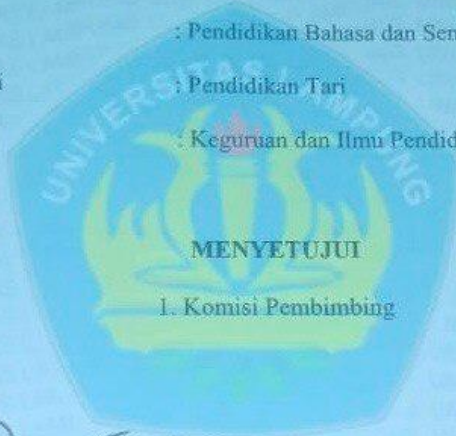 : Pendidikan Bahasa dan Sen
i
: Pendidikan Tari
: Keguruan dan Ilmu Pendid
UNIVERSITAS LAMPUNG
MENYETUJUI
1. Komisi Pembimbing